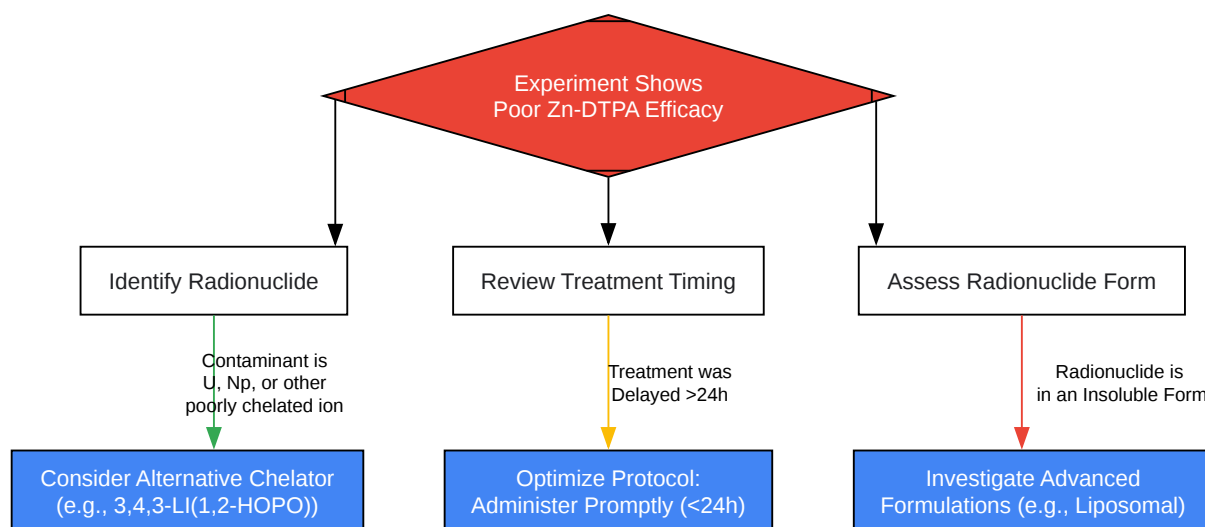 Experiment Shows
Poor Zn-DTPA Efficacy
Identify Radionuclide
Review Treatment Timing
Assess Radionuclide Form
Contaminant is
U, Np, or other
poorly chelated ion
Treatment was
Delayed >24h
Radionuclide is
in an Insoluble Form
Consider Alternative Chelator
(e.g., 3,4,3-LI(1,2-HOPO))
Optimize Protocol:
Administer Promptly (<24h)
Investigate Advanced
Formulations (e.g., Liposomal)